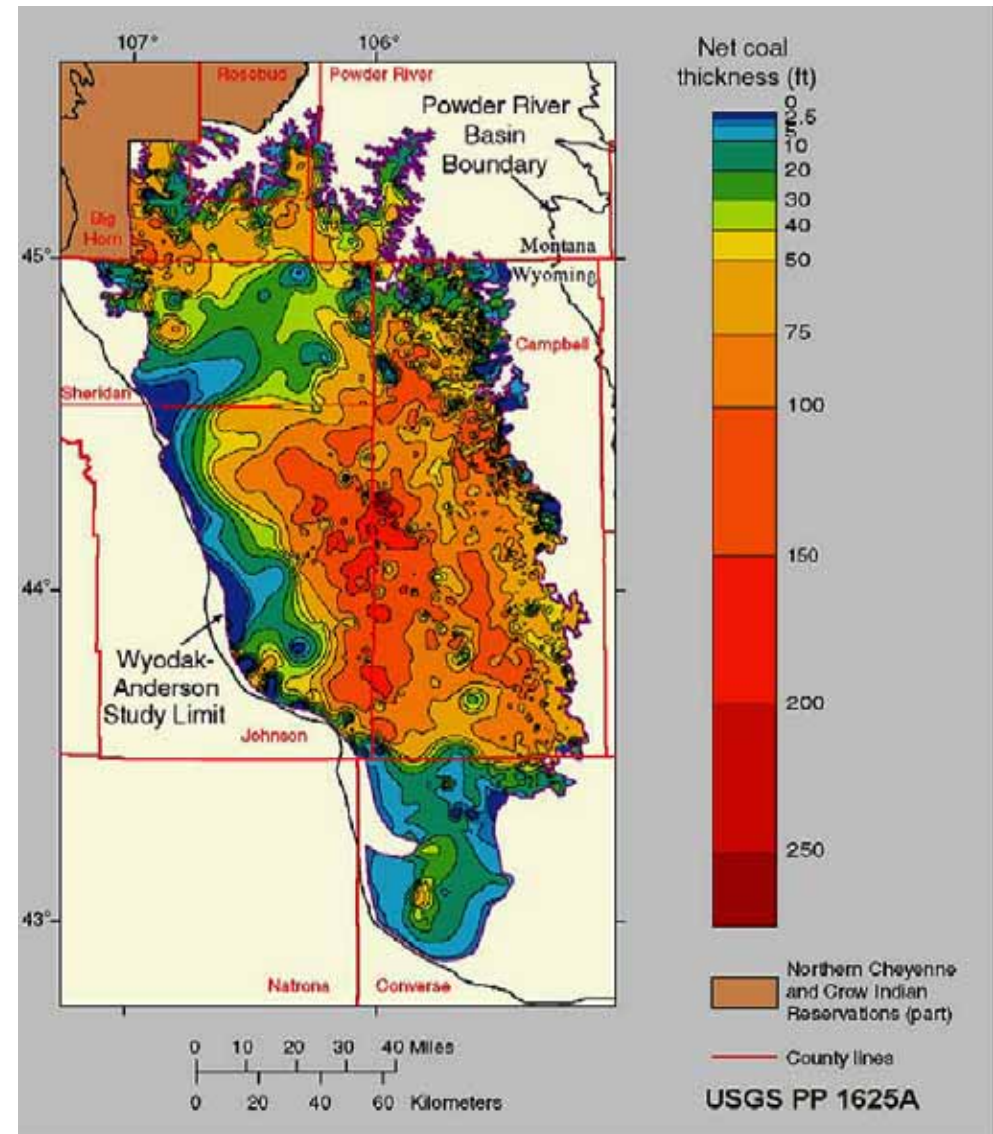 107°
106°
Rosebud
Powder River
Powder River
Basin
Boundary
Big
Horn
Montana
45°
Wyoming
Campbell
Sheridan
44°
Wyodak-
Anderson
Study Limit
Johnson
43°
Natrona
Converse
0 10 20 30 40 Miles
0 20 40 60 Kilometers
Net coal
thickness (ft)
0
2.5
5
10
20
30
40
50
75
100
150
200
250
Northern Cheyenne
and Crow Indian
Reservations (part)
County lines
USGS PP 1625A